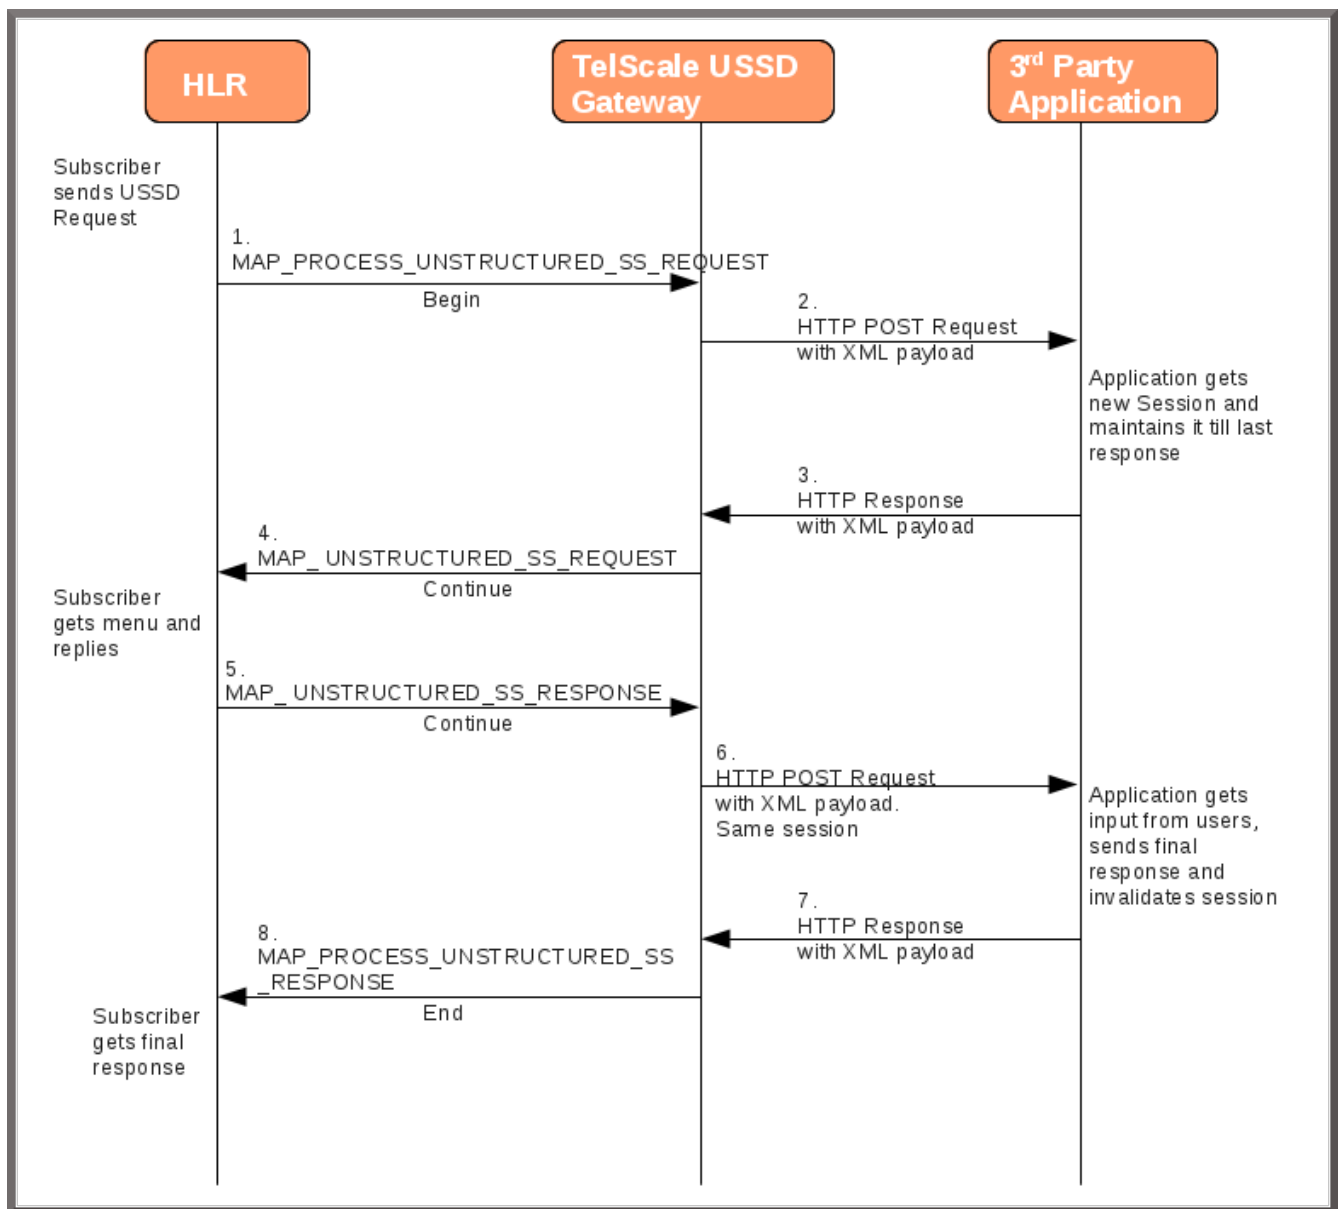 HLR
TelScale USSD
Gateway
3rd Party
Application
Subscriber
sends USSD
Request
1.
MAP_PROCESS_UNSTRUCTURED_SS_REQUEST
Begin
2.
HTTP POST Request
with XML payload
Application gets
new Session and
maintains it till last
response
3.
HTTP Response
with XML payload
4.
MAP_ UNSTRUCTURED_SS_REQUEST
Continue
Subscriber
gets menu and
replies
5.
MAP_ UNSTRUCTURED_SS_RESPONSE
Continue
6.
HTTP POST Request
with XML payload.
Same session
Application gets
input from users,
sends final
response and
invalidates session
7.
HTTP Response
with XML payload
8.
MAP_PROCESS_UNSTRUCTURED_SS
_RESPONSE
End
Subscriber
gets final
response